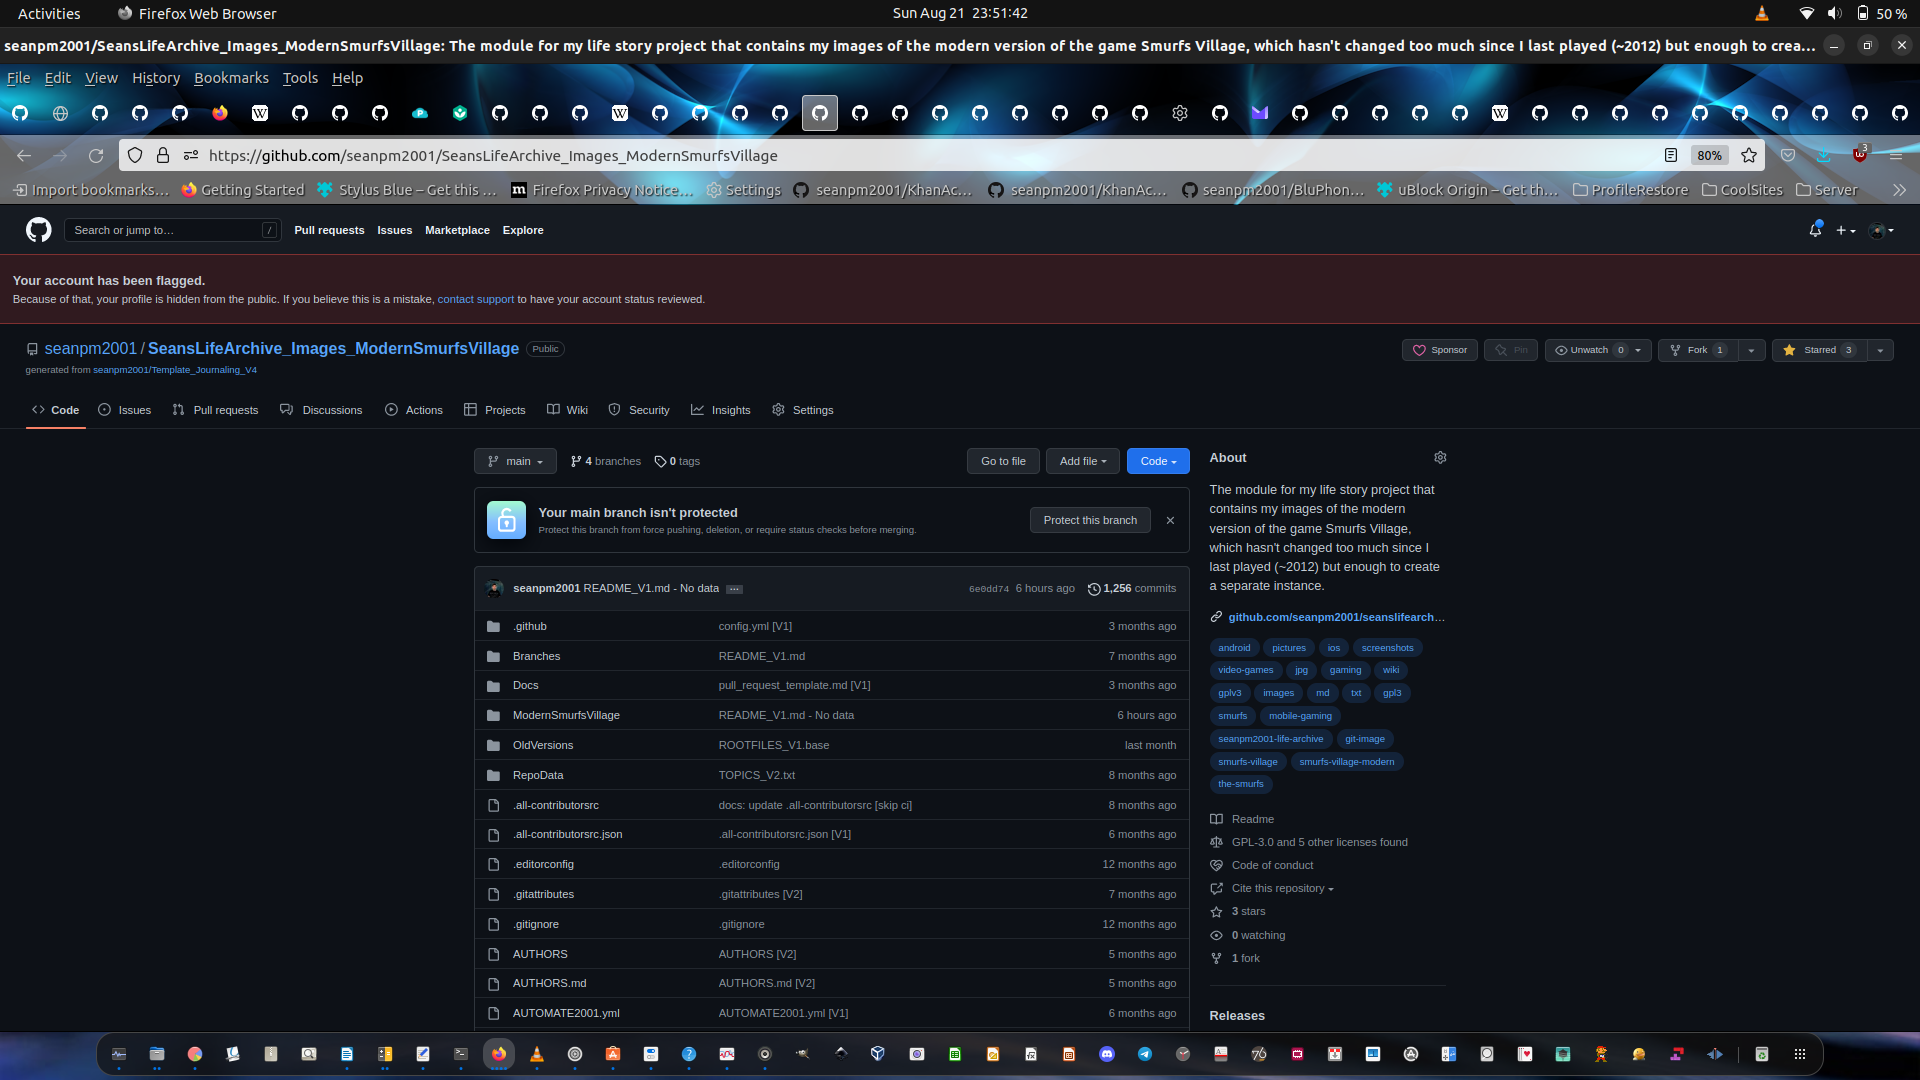 Activities Firefox Web Browser Sun Aug 21 23:51:42 50 %
seanpm2001/SeansLifeArchive_Images_ModernSmurfsVillage: The module for my life story project that contains my images of the modern version of the game Smurfs Village, which hasn't changed too much since I last played (~2012) but enough to crea...
File Edit View History Bookmarks Tools Help
https://github.com/seanpm2001/SeansLifeArchive_Images_ModernSmurfsVillage 80% 3
Import bookmarks... Getting Started Stylus Blue – Get this ... Firefox Privacy Notice... Settings seanpm2001/KhanAc... seanpm2001/KhanAc... seanpm2001/BluPhon... uBlock Origin – Get th... ProfileRestore CoolSites Server
Search or jump to... / Pull requests Issues Marketplace Explore
Your account has been flagged.
Because of that, your profile is hidden from the public. If you believe this is a mistake, contact support to have your account status reviewed.
seanpm2001 / SeansLifeArchive_Images_ModernSmurfsVillage Public Sponsor Pin Unwatch 0 Fork 1 Starred 3
generated from seanpm2001/Template_Journaling_V4
Code Issues Pull requests Discussions Actions Projects Wiki Security Insights Settings
main 4 branches 0 tags Go to file Add file Code
Your main branch isn't protected
Protect this branch from force pushing, deletion, or require status checks before merging.
Protect this branch
seanpm2001 README_V1.md - No data ... 6e0dd74 6 hours ago 1,256 commits
.github config.yml [V1] 3 months ago
Branches README_V1.md 7 months ago
Docs pull_request_template.md [V1] 3 months ago
ModernSmurfsVillage README_V1.md - No data 6 hours ago
OldVersions ROOTFILES_V1.base last month
RepoData TOPICS_V2.txt 8 months ago
.all-contributorsrc docs: update .all-contributorsrc [skip ci] 8 months ago
.all-contributorsrc.json .all-contributorsrc.json [V1] 6 months ago
.editorconfig .editorconfig 12 months ago
.gitattributes .gitattributes [V2] 7 months ago
.gitignore .gitignore 12 months ago
AUTHORS AUTHORS [V2] 5 months ago
AUTHORS.md AUTHORS.md [V2] 5 months ago
AUTOMATE2001.yml AUTOMATE2001.yml [V1] 6 months ago
About
The module for my life story project that
contains my images of the modern
version of the game Smurfs Village,
which hasn't changed too much since I
last played (~2012) but enough to create
a separate instance.
github.com/seanpm2001/seanslifearch...
android pictures ios screenshots
video-games jpg gaming wiki
gplv3 images md txt gpl3
smurfs mobile-gaming
seanpm2001-life-archive git-image
smurfs-village smurfs-village-modern
the-smurfs
Readme
GPL-3.0 and 5 other licenses found
Code of conduct
Cite this repository
3 stars
0 watching
1 fork
Releases